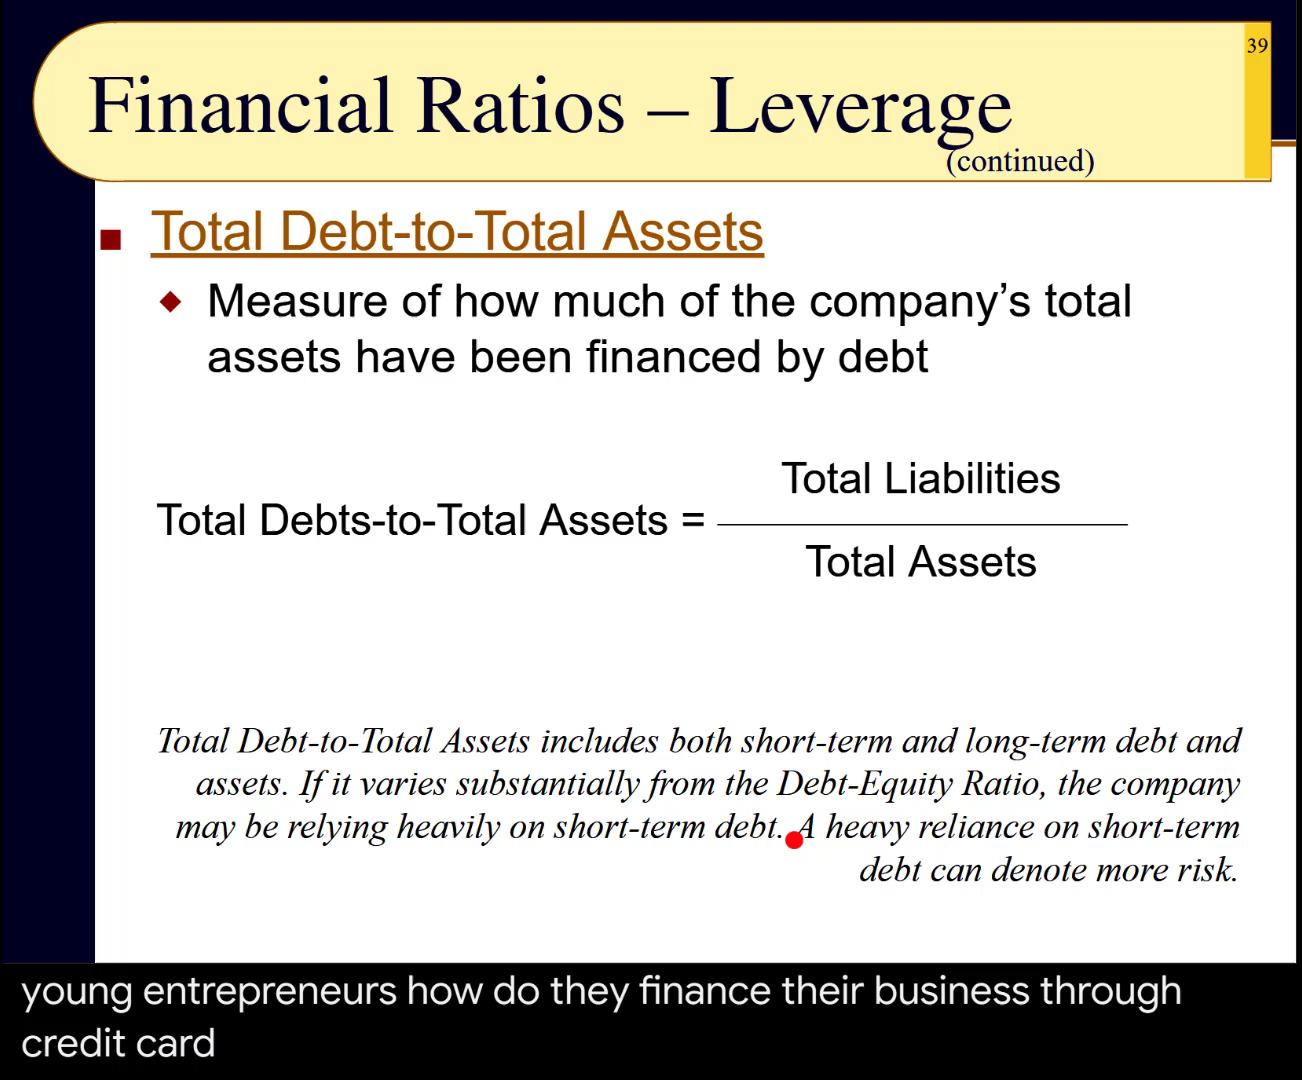 39
Financial Ratios – Leverage
(continued)
Total Debt-to-Total Assets
Measure of how much of the company’s total
assets have been financed by debt
Total Liabilities
Total Debts-to-Total Assets =
Total Assets
Total Debt-to-Total Assets includes both short-term and long-term debt and
assets. If it varies substantially from the Debt-Equity Ratio, the company
may be relying heavily on short-term debt. A heavy reliance on short-term
debt can denote more risk.
young entrepreneurs how do they finance their business through
credit card